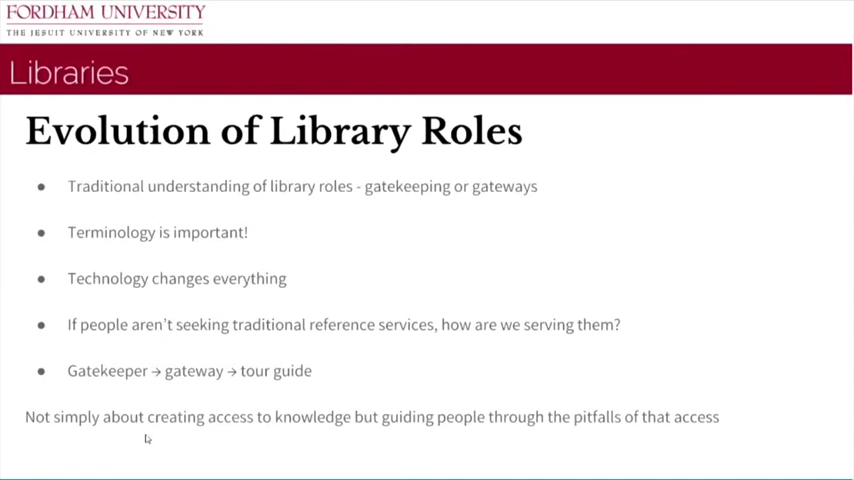 FORDHAM UNIVERSITY
THE JESUIT UNIVERSITY OF NEW YORK
Libraries
Evolution of Library Roles
● Traditional understanding of library roles - gatekeeping or gateways
● Terminology is important!
● Technology changes everything
● If people aren't seeking traditional reference services, how are we serving them?
● Gatekeeper → gateway → tour guide
Not simply about creating access to knowledge but guiding people through the pitfalls of that access